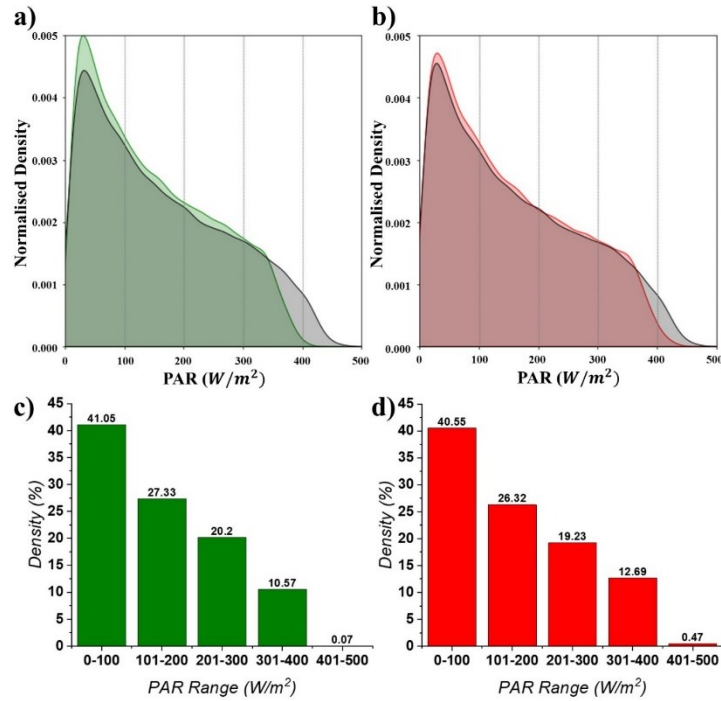 a)
0.005
0.004
0.003
0.002
0.001
0.000
Normalised Density
0 100 200 300 400 500
PAR (W/m²)
b)
0.005
0.004
0.003
0.002
0.001
0.000
Normalised Density
0 100 200 300 400 500
PAR (W/m²)
c)
45
40
35
30
25
20
15
10
5
0
Density (%)
41.05
27.33
20.2
10.57
0.07
0-100 101-200 201-300 301-400 401-500
PAR Range (W/m²)
d)
45
40
35
30
25
20
15
10
5
0
Density (%)
40.55
26.32
19.23
12.69
0.47
0-100 101-200 201-300 301-400 401-500
PAR Range (W/m²)